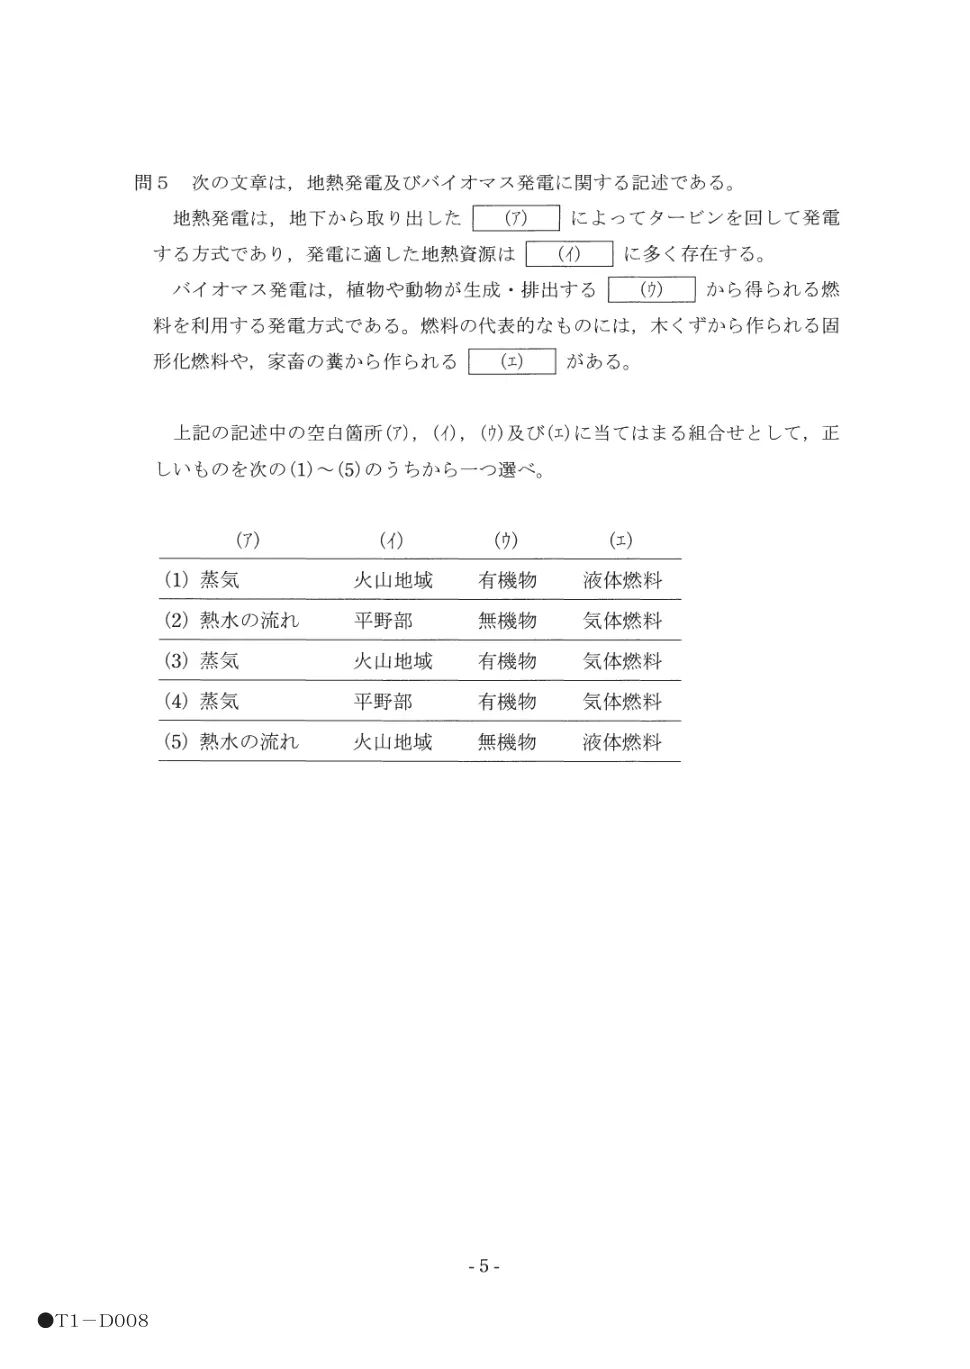 問5　次の文章は，地熱発電及びバイオマス発電に関する記述である。
地熱発電は，地下から取り出した (ア) によってタービンを回して発電
する方式であり，発電に適した地熱資源は (イ) に多く存在する。
バイオマス発電は，植物や動物が生成・排出する (ウ) から得られる燃
料を利用する発電方式である。燃料の代表的なものには，木くずから作られる固
形化燃料や，家畜の糞から作られる (エ) がある。
上記の記述中の空白箇所(ア)，(イ)，(ウ)及び(エ)に当てはまる組合せとして，正
しいものを次の(1)～(5)のうちから一つ選べ。
(ア) (イ) (ウ) (エ)
(1) 蒸気 火山地域 有機物 液体燃料
(2) 熱水の流れ 平野部 無機物 気体燃料
(3) 蒸気 火山地域 有機物 気体燃料
(4) 蒸気 平野部 有機物 気体燃料
(5) 熱水の流れ 火山地域 無機物 液体燃料
- 5 -
●T1－D008